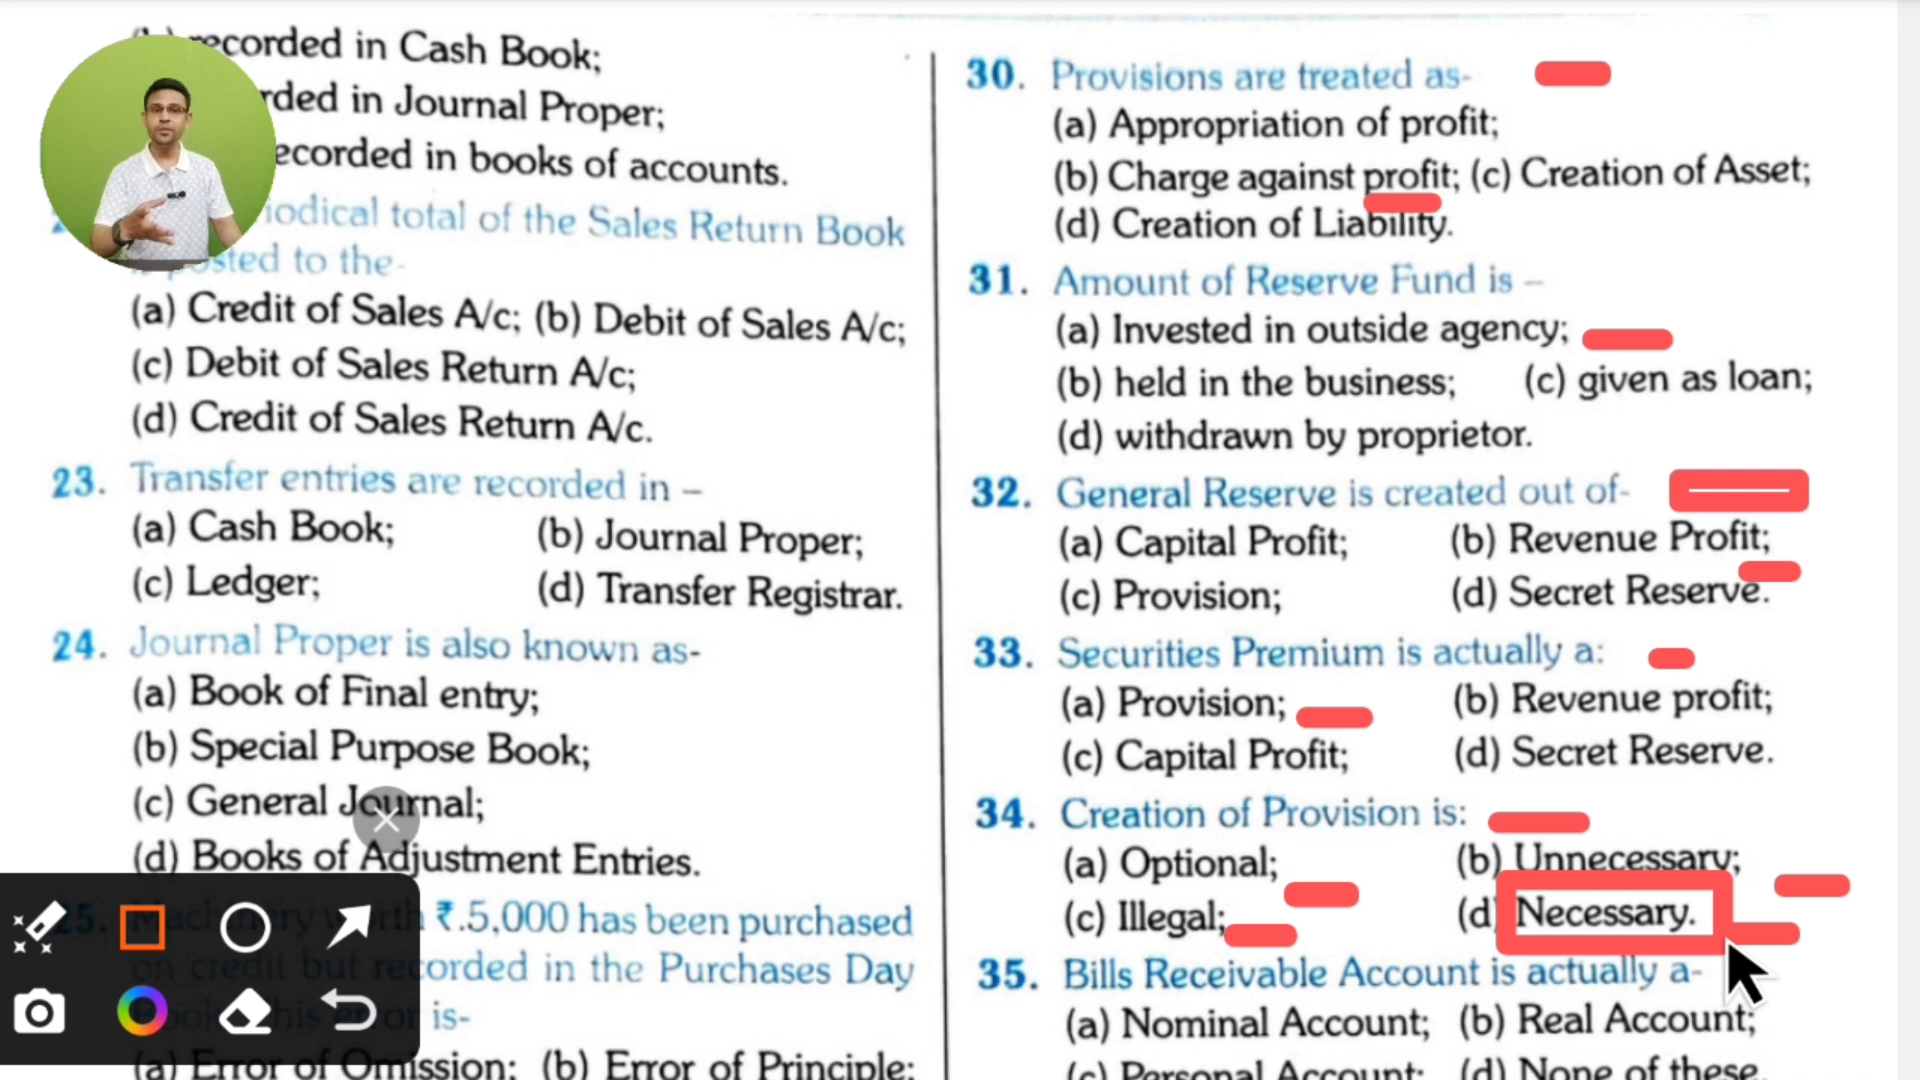 recorded in Cash Book;
rded in Journal Proper;
ecorded in books of accounts.
iodical total of the Sales Return Book
posted to the-
(a) Credit of Sales A/c; (b) Debit of Sales A/c;
(c) Debit of Sales Return A/c;
(d) Credit of Sales Return A/c.
23. Transfer entries are recorded in –
(a) Cash Book; (b) Journal Proper;
(c) Ledger; (d) Transfer Registrar.
24. Journal Proper is also known as-
(a) Book of Final entry;
(b) Special Purpose Book;
(c) General Journal;
(d) Books of Adjustment Entries.
25. Machinery worth ₹.5,000 has been purchased
on credit but recorded in the Purchases Day
Book. This error is-
(a) Error of Omission; (b) Error of Principle;
30. Provisions are treated as-
(a) Appropriation of profit;
(b) Charge against profit; (c) Creation of Asset;
(d) Creation of Liability.
31. Amount of Reserve Fund is –
(a) Invested in outside agency;
(b) held in the business; (c) given as loan;
(d) withdrawn by proprietor.
32. General Reserve is created out of-
(a) Capital Profit; (b) Revenue Profit;
(c) Provision; (d) Secret Reserve.
33. Securities Premium is actually a:
(a) Provision; (b) Revenue profit;
(c) Capital Profit; (d) Secret Reserve.
34. Creation of Provision is:
(a) Optional; (b) Unnecessary;
(c) Illegal; (d) Necessary.
35. Bills Receivable Account is actually a-
(a) Nominal Account; (b) Real Account;
(c) Personal Account; (d) None of these.